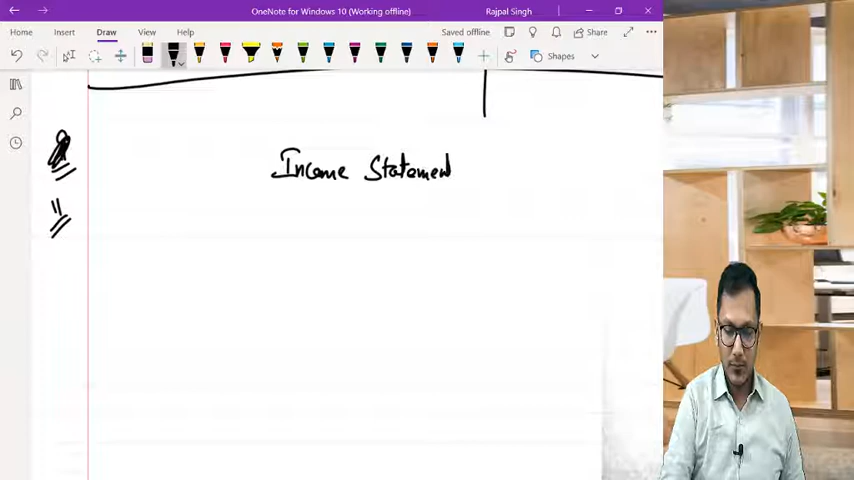 OneNote for Windows 10 (Working offline)
Rajpal Singh
Home Insert Draw View Help
Saved offline
Share
Shapes
Income Statement
11